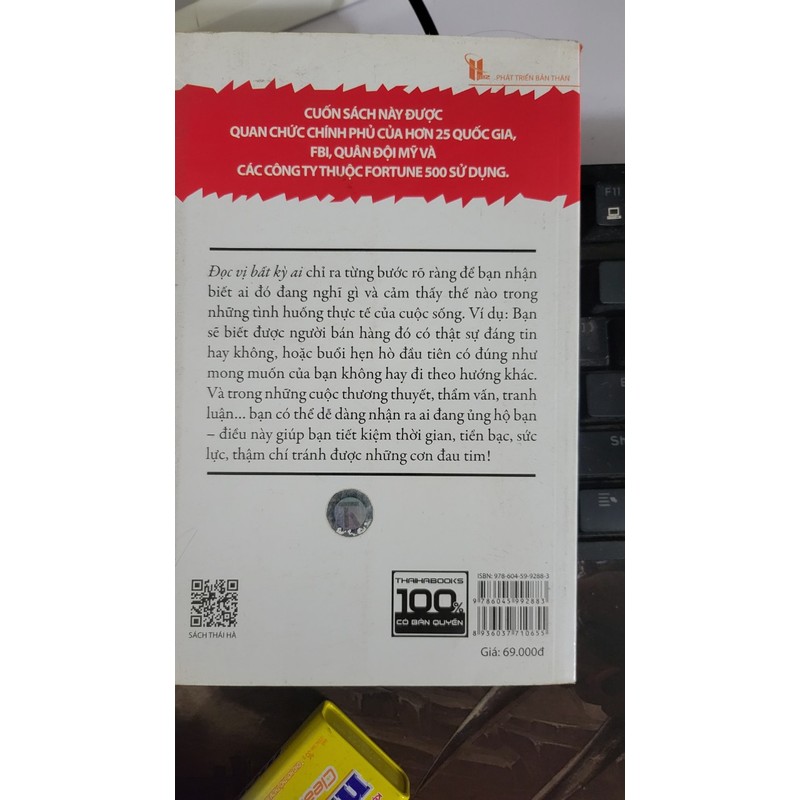 PHÁT TRIỂN BẢN THÂN
CUỐN SÁCH NÀY ĐƯỢC
QUAN CHỨC CHÍNH PHỦ CỦA HƠN 25 QUỐC GIA,
FBI, QUÂN ĐỘI MỸ VÀ
CÁC CÔNG TY THUỘC FORTUNE 500 SỬ DỤNG.
Đọc vị bất kỳ ai chỉ ra từng bước rõ ràng để bạn nhận
biết ai đó đang nghĩ gì và cảm thấy thế nào trong
những tình huống thực tế của cuộc sống. Ví dụ: Bạn
sẽ biết được người bán hàng đó có thật sự đáng tin
hay không, hoặc buổi hẹn hò đầu tiên có đúng như
mong muốn của bạn không hay đi theo hướng khác.
Và trong những cuộc thương thuyết, thẩm vấn, tranh
luận... bạn có thể dễ dàng nhận ra ai đang ủng hộ bạn
– điều này giúp bạn tiết kiệm thời gian, tiền bạc, sức
lực, thậm chí tránh được những cơn đau tim!
SÁCH THÁI HÀ
THAIHABOOKS
100%
CÓ BẢN QUYỀN
ISBN: 978-604-59-9288-3
9 786045 992883
8 936037 710655
Giá: 69.000đ
F11
Clea